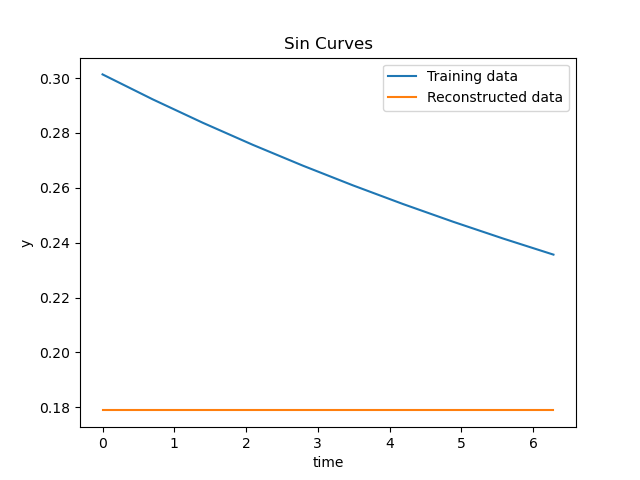 Sin Curves
Training data
Reconstructed data
0.30
0.28
0.26
0.24
0.22
0.20
0.18
y
0 1 2 3 4 5 6
time